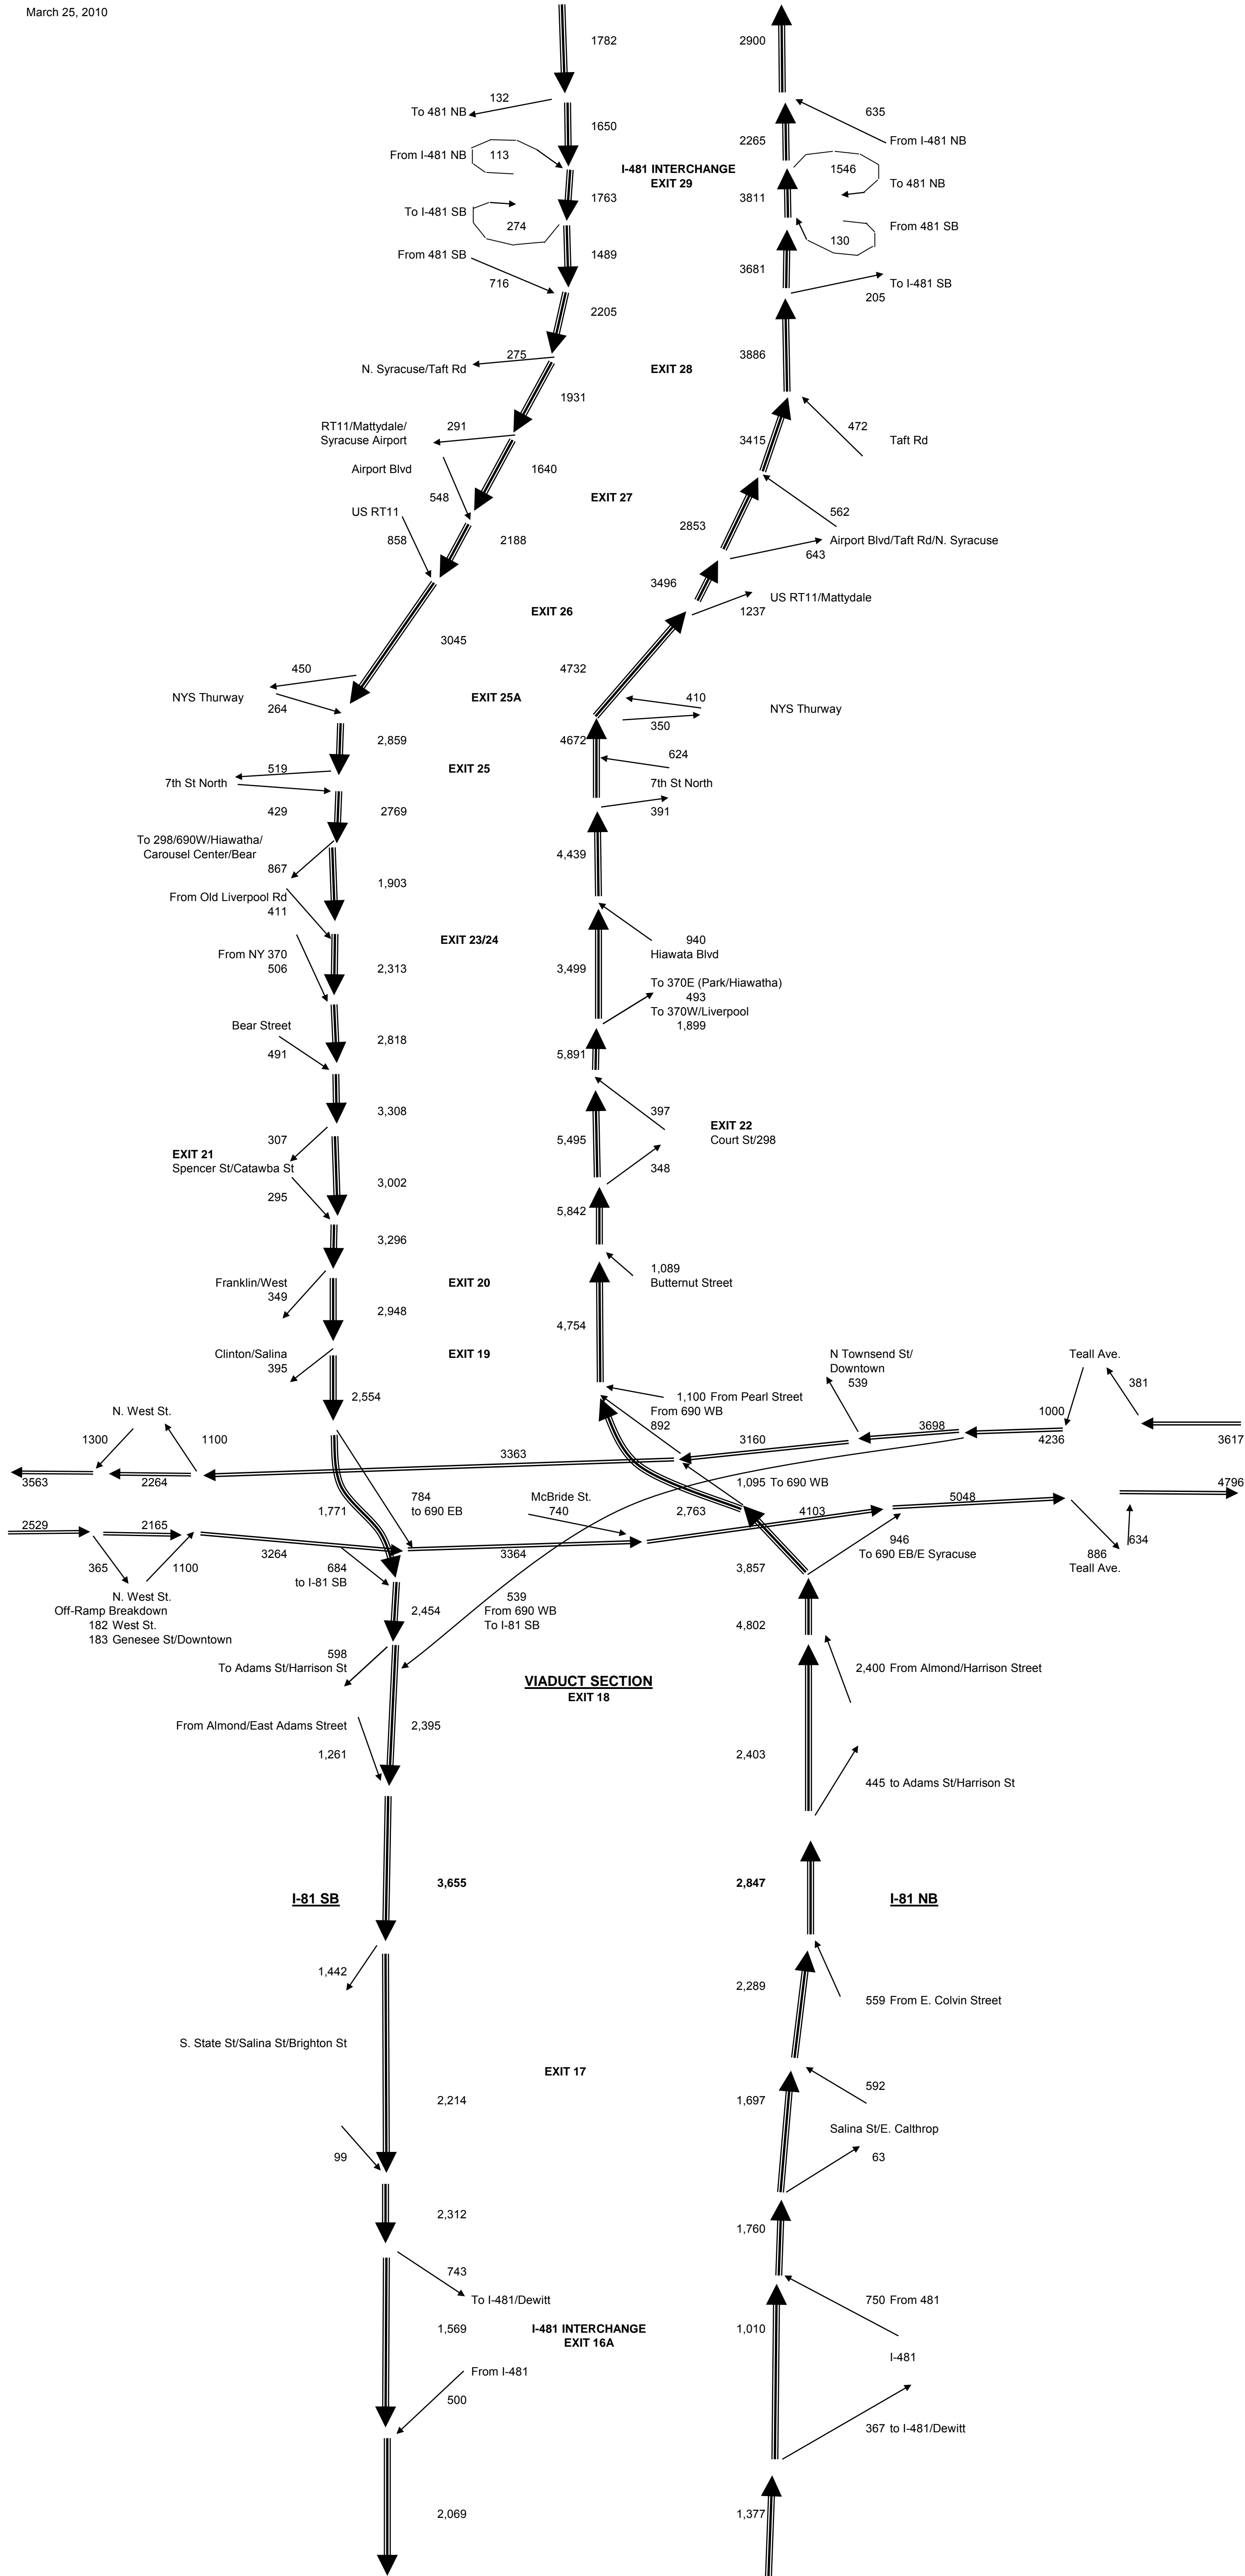 March 25, 2010
1782
2900
132
To 481 NB
635
1650
2265
From I-481 NB
From I-481 NB
113
I-481 INTERCHANGE
EXIT 29
1546
To 481 NB
1763
3811
To I-481 SB
274
From 481 SB
130
1489
From 481 SB
716
3681
To I-481 SB
205
2205
275
N. Syracuse/Taft Rd
EXIT 28
3886
1931
RT11/Mattydale/
Syracuse Airport
291
472
Taft Rd
3415
Airport Blvd
1640
548
EXIT 27
US RT11
858
2188
562
2853
Airport Blvd/Taft Rd/N. Syracuse
643
3496
US RT11/Mattydale
1237
EXIT 26
3045
4732
450
NYS Thurway
264
EXIT 25A
410
350
NYS Thurway
2,859
4672
624
519
7th St North
EXIT 25
7th St North
429
2769
391
To 298/690W/Hiawatha/
Carousel Center/Bear
867
4,439
1,903
From Old Liverpool Rd
411
EXIT 23/24
940
Hiawata Blvd
From NY 370
506
2,313
3,499
To 370E (Park/Hiawatha)
493
To 370W/Liverpool
1,899
Bear Street
491
2,818
5,891
3,308
397
EXIT 22
Court St/298
307
5,495
EXIT 21
Spencer St/Catawba St
348
3,002
295
5,842
3,296
1,089
Butternut Street
Franklin/West
349
EXIT 20
2,948
4,754
Clinton/Salina
395
EXIT 19
N Townsend St/
Downtown
539
Teall Ave.
381
2,554
1,100 From Pearl Street
From 690 WB
892
1000
N. West St.
1300
1100
3363
3160
3698
4236
3617
3563
2264
1,095 To 690 WB
4796
784
to 690 EB
McBride St.
740
2,763
4103
5048
1,771
2529
2165
365
1100
3264
684
to I-81 SB
3364
3,857
946
To 690 EB/E Syracuse
634
886
Teall Ave.
N. West St.
Off-Ramp Breakdown
182 West St.
183 Genesee St/Downtown
2,454
539
From 690 WB
To I-81 SB
4,802
598
To Adams St/Harrison St
VIADUCT SECTION
EXIT 18
2,400 From Almond/Harrison Street
From Almond/East Adams Street
1,261
2,395
2,403
445 to Adams St/Harrison St
3,655
2,847
I-81 SB
I-81 NB
1,442
2,289
559 From E. Colvin Street
S. State St/Salina St/Brighton St
EXIT 17
592
2,214
1,697
Salina St/E. Calthrop
99
63
2,312
1,760
743
To I-481/Dewitt
750 From 481
1,569
I-481 INTERCHANGE
EXIT 16A
1,010
I-481
From I-481
500
367 to I-481/Dewitt
2,069
1,377